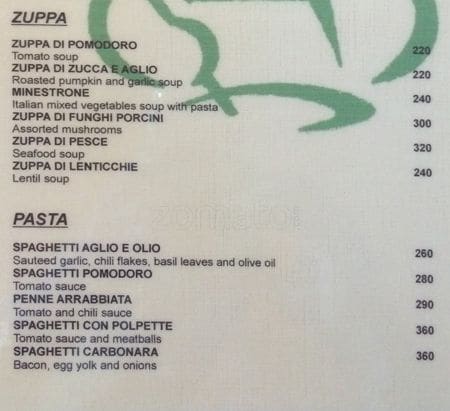 ZUPPA
ZUPPA DI POMODORO 220
Tomato soup
ZUPPA DI ZUCCA E AGLIO 220
Roasted pumpkin and garlic soup
MINESTRONE 240
Italian mixed vegetables soup with pasta
ZUPPA DI FUNGHI PORCINI 300
Assorted mushrooms
ZUPPA DI PESCE 320
Seafood soup
ZUPPA DI LENTICCHIE 240
Lentil soup
zomato
PASTA
SPAGHETTI AGLIO E OLIO 260
Sauteed garlic, chili flakes, basil leaves and olive oil
SPAGHETTI POMODORO 280
Tomato sauce
PENNE ARRABBIATA 290
Tomato and chili sauce
SPAGHETTI CON POLPETTE 360
Tomato sauce and meatballs
SPAGHETTI CARBONARA 360
Bacon, egg yolk and onions